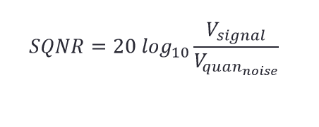 SQNR = 20 log₁₀ V_signal / V_quan_noise